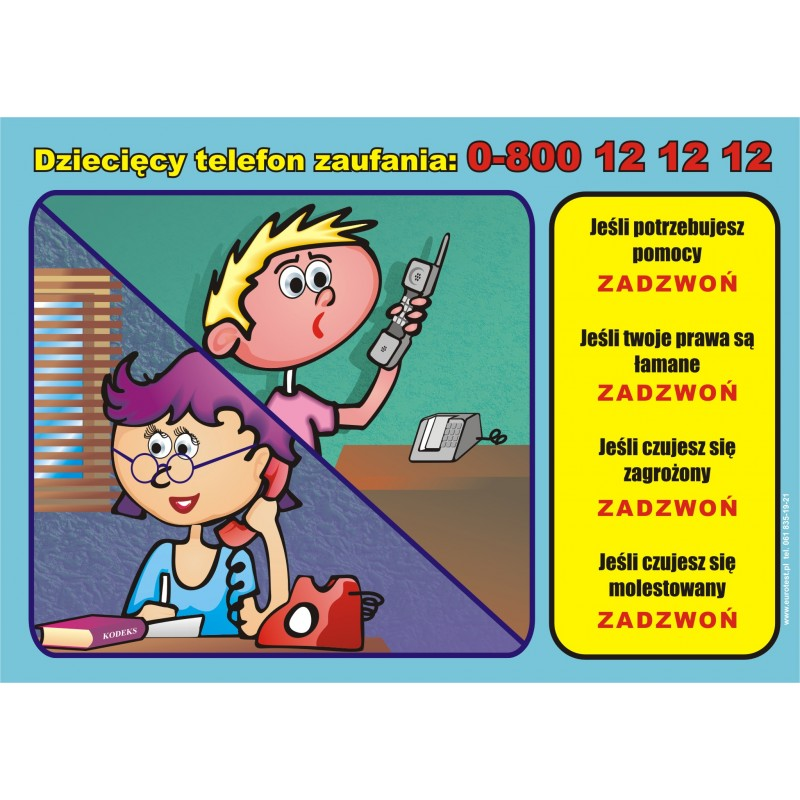 Dziecięcy telefon zaufania: 0-800 12 12 12
Jeśli potrzebujesz
pomocy
ZADZWOŃ
Jeśli twoje prawa są
łamane
ZADZWOŃ
Jeśli czujesz się
zagrożony
ZADZWOŃ
Jeśli czujesz się
molestowany
ZADZWOŃ
KODEKS
www.eurotest.pl tel. 061 835-19-21